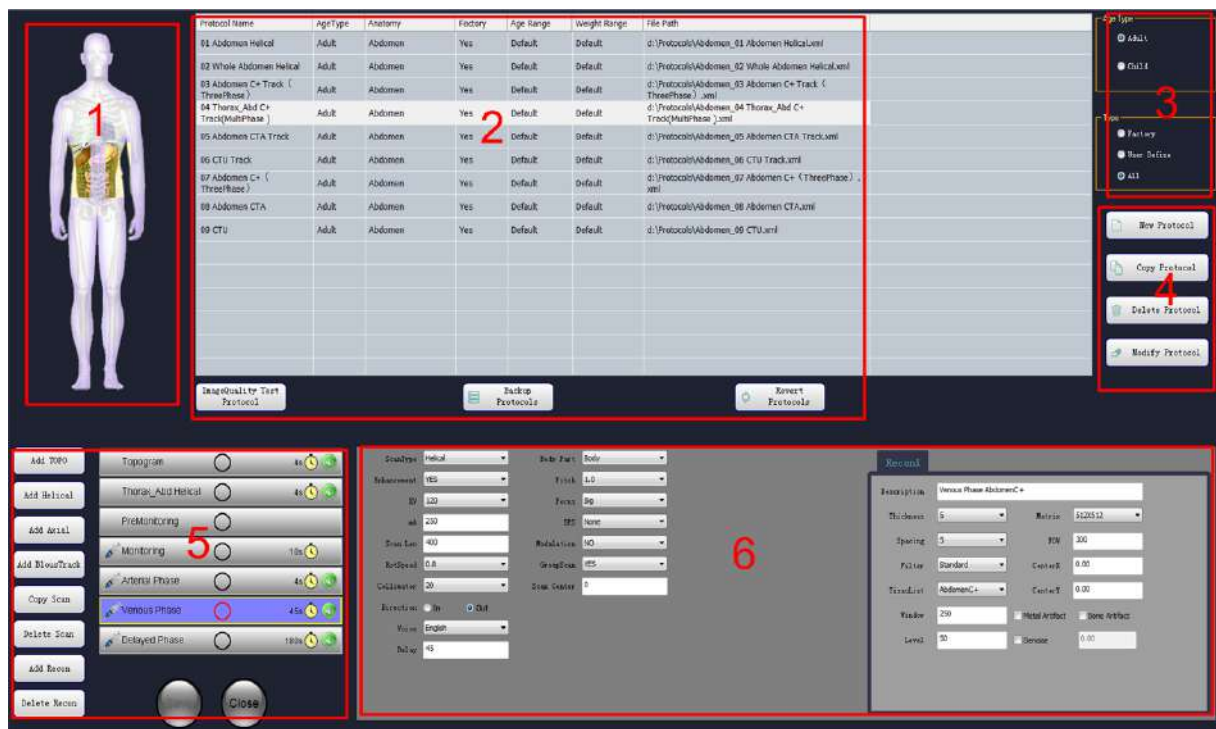 1
Protocol Name AgeType Anatomy Factory Age Range Weight Range File Path
01 Abdomen Helical Adult Abdomen Yes Default Default d:\Protocols\Abdomen_01 Abdomen Helical.xml
02 Whole Abdomen Helical Adult Abdomen Yes Default Default d:\Protocols\Abdomen_02 Whole Abdomen Helical.xml
03 Abdomen C+ Track （ Adult Abdomen Yes Default Default d:\Protocols\Abdomen_03 Abdomen C+ Track （
ThreePhase） ThreePhase）.xml
04 Thorax_Abd C+ Adult Abdomen Yes Default Default d:\Protocols\Abdomen_04 Thorax_Abd C+
Track(MultiPhase ) Track(MultiPhase ).xml
2
05 Abdomen CTA Track Adult Abdomen Yes Default Default d:\Protocols\Abdomen_05 Abdomen CTA Track.xml
06 CTU Track Adult Abdomen Yes Default Default d:\Protocols\Abdomen_06 CTU Track.xml
07 Abdomen C+（ Adult Abdomen Yes Default Default d:\Protocols\Abdomen_07 Abdomen C+（ThreePhase）.
ThreePhase） xml
08 Abdomen CTA Adult Abdomen Yes Default Default d:\Protocols\Abdomen_08 Abdomen CTA.xml
09 CTU Adult Abdomen Yes Default Default d:\Protocols\Abdomen_09 CTU.xml
ImageQuality Test
Protocol
Backup
Protocols
Revert
Protocols
Age Type
Adult
Child
3
Type
Factory
User Define
All
New Protocol
Copy Protocol
4
Delete Protocol
Modify Protocol
Add TOPO
Add Helical
Add Axial
Add BlousTrack
Copy Scan
Delete Scan
Add Recon
Delete Recon
Topogram 4s
Thorax_Abd Helical 4s
PreMonitoring
5
Monitoring 10s
Arterial Phase 4s
Venous Phase 45s
Delayed Phase 180s
Close
ScanType Helical Body Part Body
Enhancement YES Pitch 1.0
KV 120 Focus Big
mA 250 None
Scan Len 400 Modulation NO
RotSpeed 0.8 GroupScan YES
Collimator 20 Scan Center 0
Direction In Out
Voice English
Delay 45
6
Recon1
Description Venous Phase AbdomenC+
Thickness 5 Matrix 512X512
Spacing 5 FOV 300
Filter Standard CenterX 0.00
AbdomenC+ CenterY 0.00
Window 250 Metal Artifact Bone Artifact
Level 50 Denoise 0.00